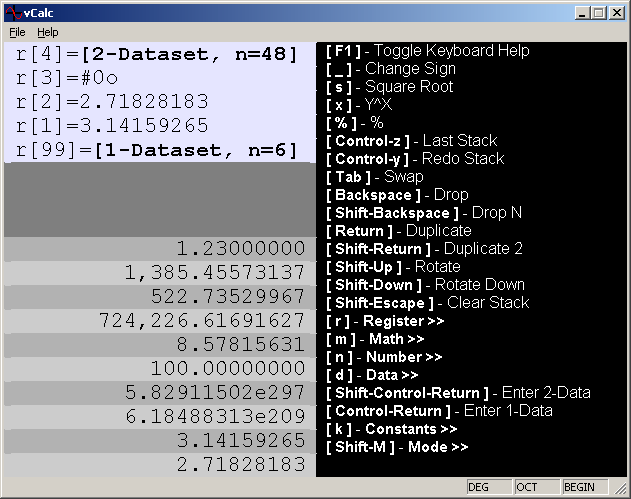 vCalc
File Help
r[4]=[2-Dataset, n=48]
r[3]=#0o
r[2]=2.71828183
r[1]=3.14159265
r[99]=[1-Dataset, n=6]
1.23000000
1,385.45573137
522.73529967
724,226.61691627
8.57815631
100.00000000
5.82911502e297
6.18488313e209
3.14159265
2.71828183
[ F1 ] - Toggle Keyboard Help
[ _ ] - Change Sign
[ s ] - Square Root
[ x ] - Y^X
[ % ] - %
[ Control-z ] - Last Stack
[ Control-y ] - Redo Stack
[ Tab ] - Swap
[ Backspace ] - Drop
[ Shift-Backspace ] - Drop N
[ Return ] - Duplicate
[ Shift-Return ] - Duplicate 2
[ Shift-Up ] - Rotate
[ Shift-Down ] - Rotate Down
[ Shift-Escape ] - Clear Stack
[ r ] - Register >>
[ m ] - Math >>
[ n ] - Number >>
[ d ] - Data >>
[ Shift-Control-Return ] - Enter 2-Data
[ Control-Return ] - Enter 1-Data
[ k ] - Constants >>
[ Shift-M ] - Mode >>
DEG OCT BEGIN